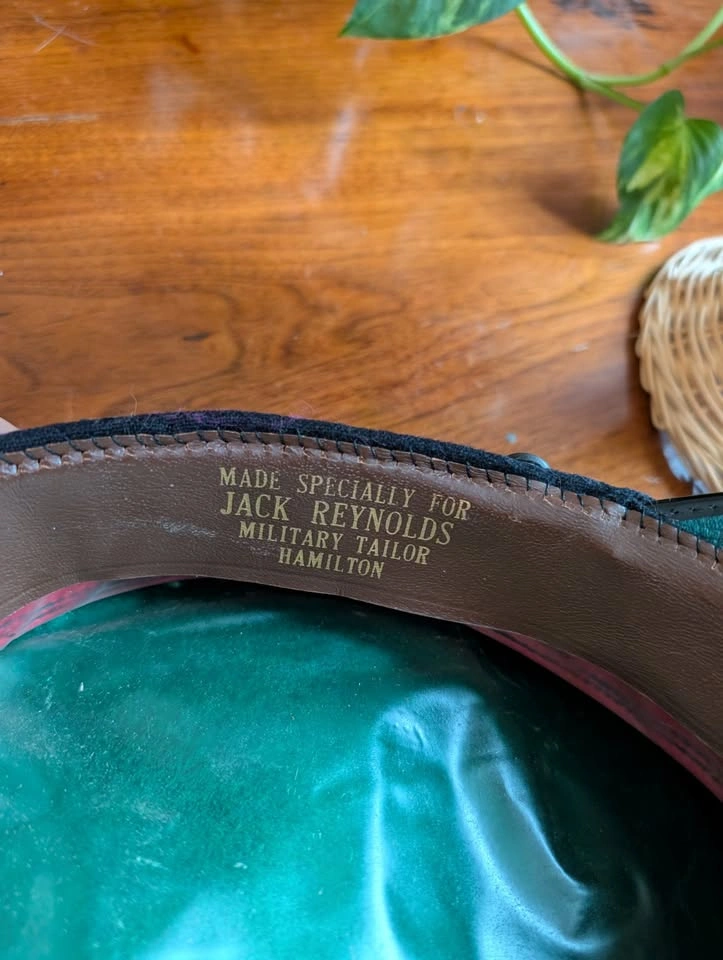 MADE SPECIALLY FOR
JACK REYNOLDS
MILITARY TAILOR
HAMILTON